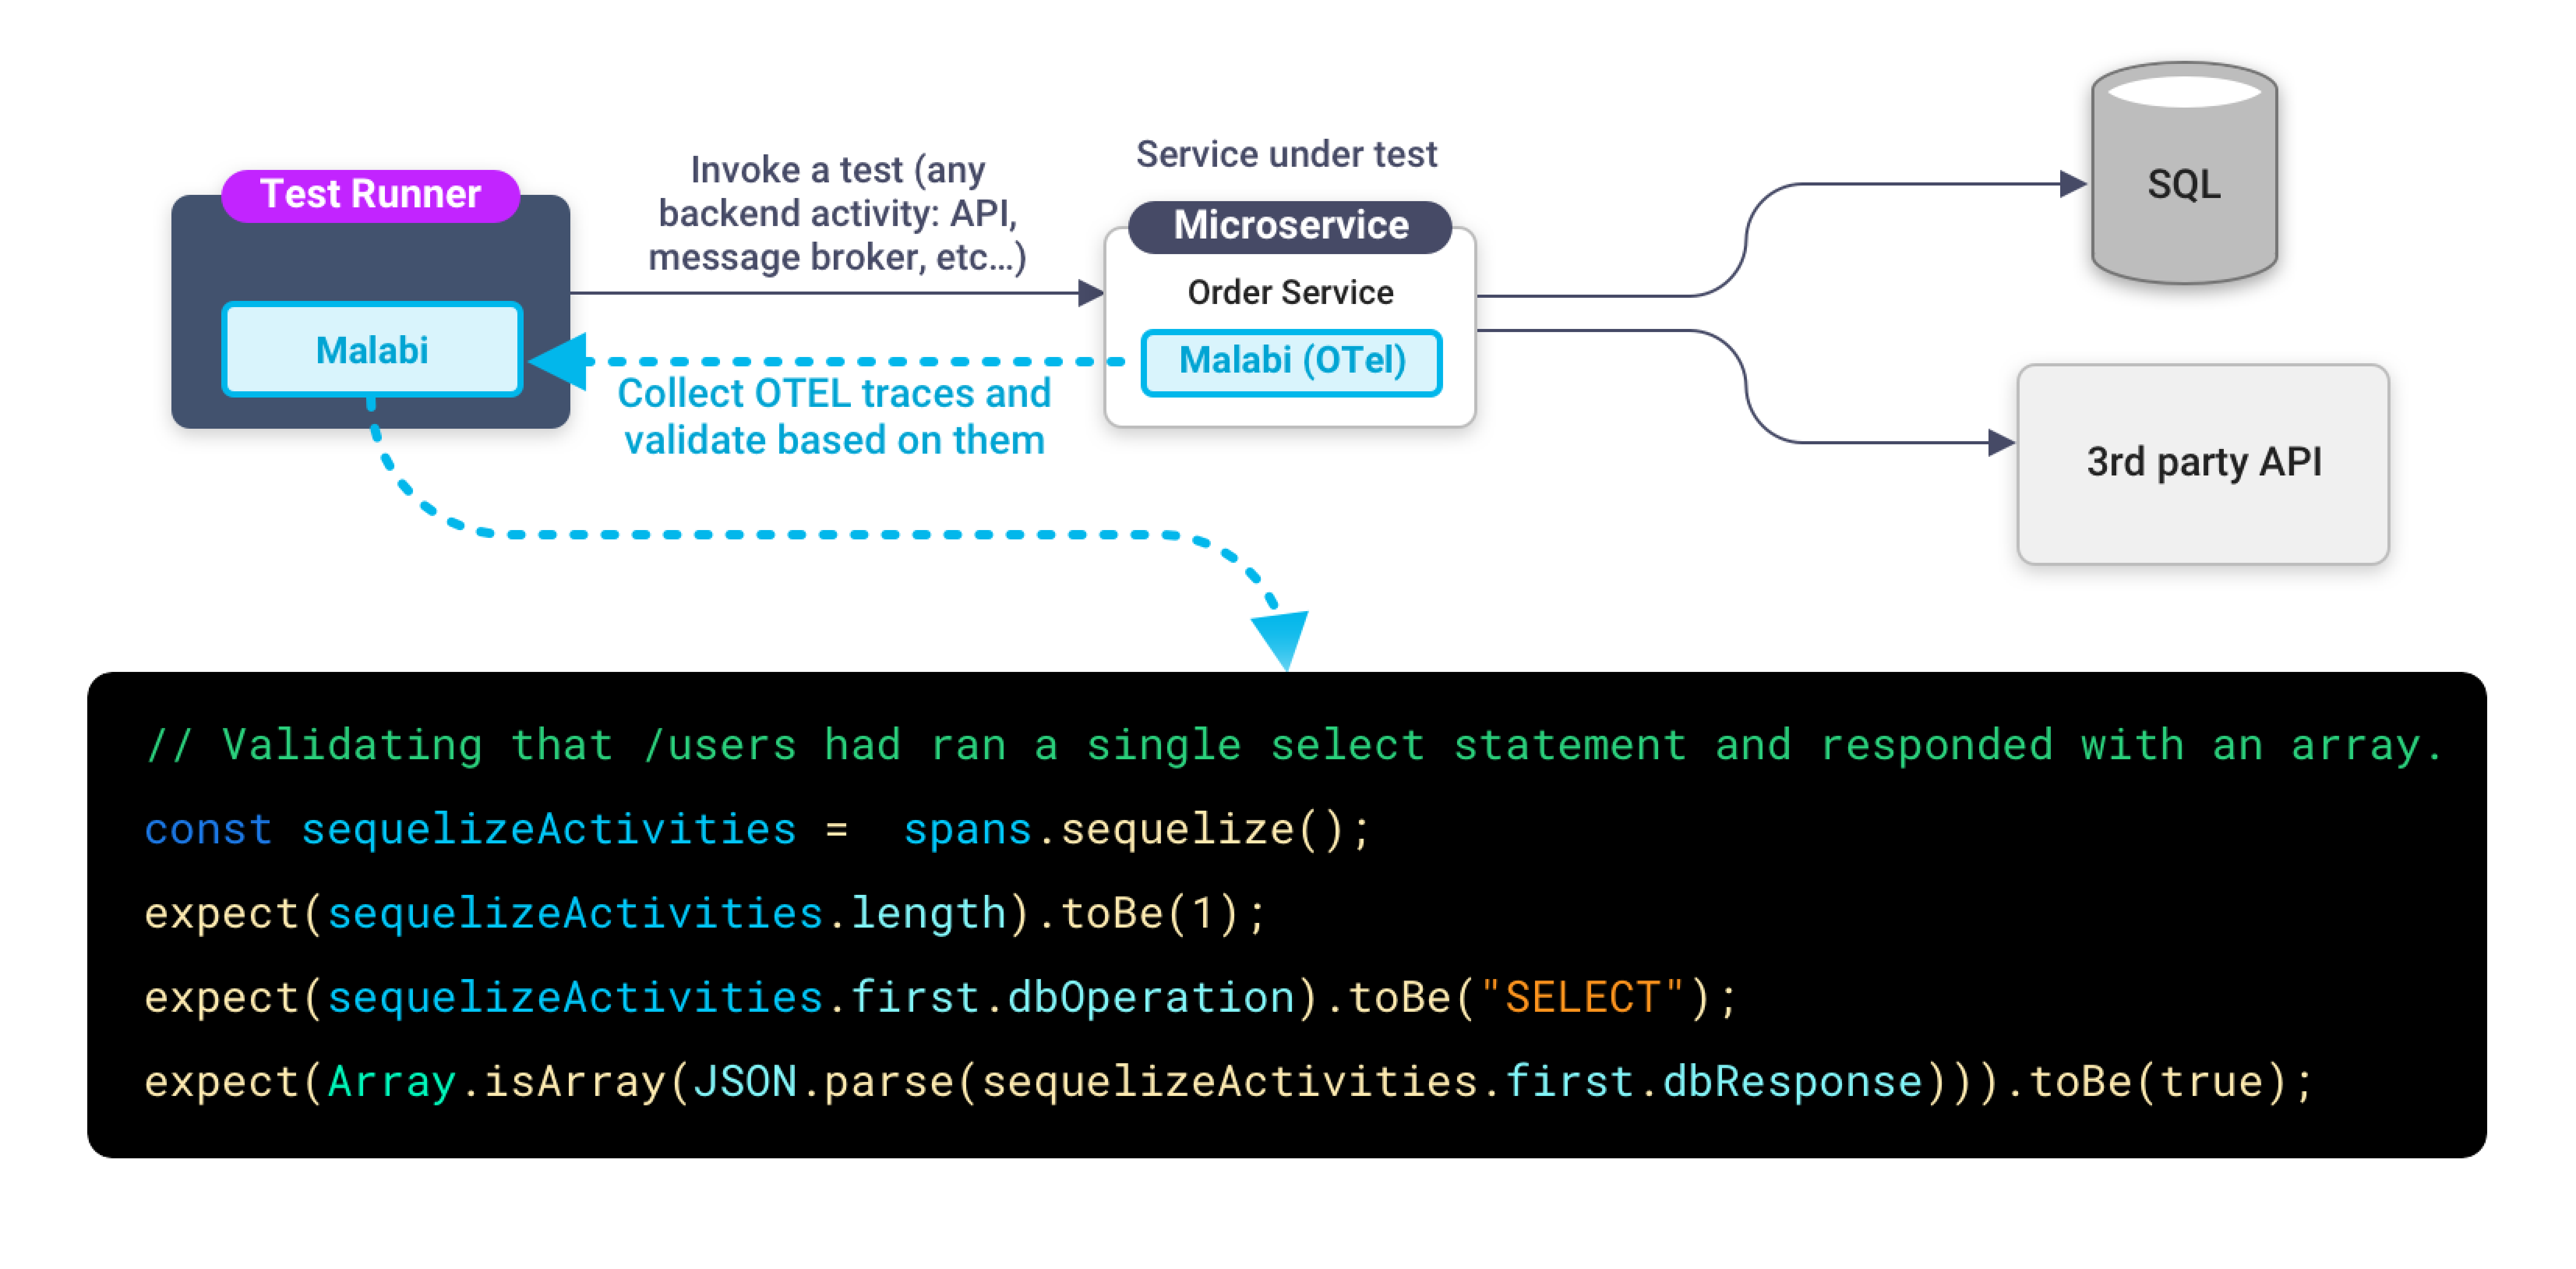 Test Runner
Malabi
Invoke a test (any
backend activity: API,
message broker, etc...)
Collect OTEL traces and
validate based on them
Service under test
Microservice
Order Service
Malabi (OTel)
SQL
3rd party API
// Validating that /users had ran a single select statement and responded with an array.
const sequelizeActivities =  spans.sequelize();
expect(sequelizeActivities.length).toBe(1);
expect(sequelizeActivities.first.dbOperation).toBe("SELECT");
expect(Array.isArray(JSON.parse(sequelizeActivities.first.dbResponse))).toBe(true);